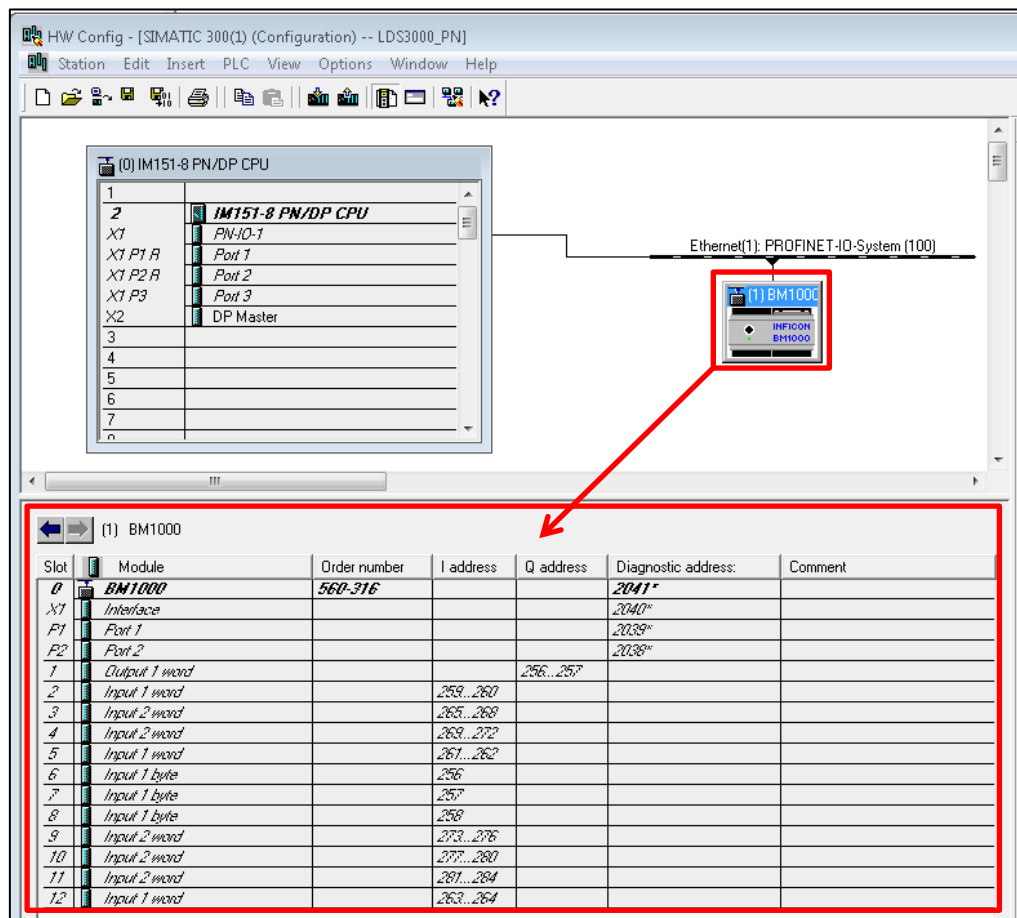 HW Config - [SIMATIC 300(1) (Configuration) -- LDS3000_PN]
Station Edit Insert PLC View Options Window Help
(0) IM151-8 PN/DP CPU
1
2 IM151-8 PN/DP CPU
X1 PN-IO-1
X1 P1 R Port 1
X1 P2 R Port 2
X1 P3 Port 3
X2 DP Master
3
4
5
6
7
Ethernet(1): PROFINET-IO-System (100)
(1) BM1000
INFICON
BM1000
(1) BM1000
Slot Module Order number I address Q address Diagnostic address: Comment
0 BM1000 560-316 2041*
X1 Interface 2040*
P1 Port 1 2039*
P2 Port 2 2038*
1 Output 1 word 256...257
2 Input 1 word 259...260
3 Input 2 word 265...268
4 Input 2 word 269...272
5 Input 1 word 261...262
6 Input 1 byte 256
7 Input 1 byte 257
8 Input 1 byte 258
9 Input 2 word 273...276
10 Input 2 word 277...280
11 Input 2 word 281...284
12 Input 1 word 263...264